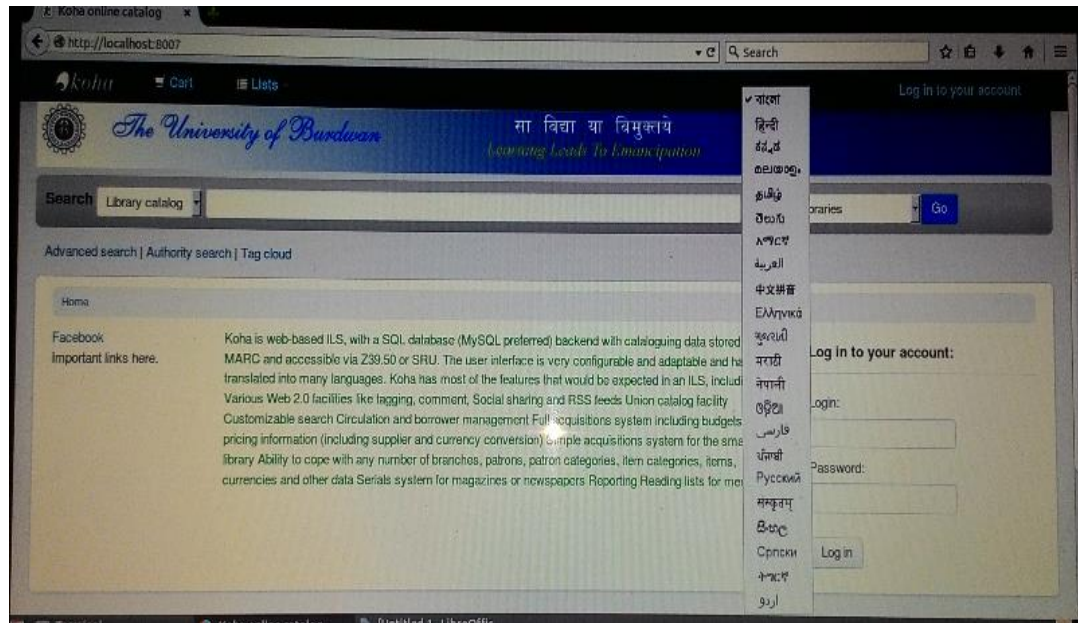 Koha online catalog
http://localhost:8007
Search
koha Cart Lists
Log in to your account
The University of Burdwan
सा विद्या या विमुक्तये
Learning Leads To Emancipation
Search Library catalog
braries Go
Advanced search | Authority search | Tag cloud
Home
Facebook
Important links here.
Koha is web-based ILS, with a SQL database (MySQL preferred) backend with cataloguing data stored
MARC and accessible via Z39.50 or SRU. The user interface is very configurable and adaptable and ha
translated into many languages. Koha has most of the features that would be expected in an ILS, includi
Various Web 2.0 facilities like tagging, comment, Social sharing and RSS feeds Union catalog facility
Customizable search Circulation and borrower management Full acquisitions system including budgets
pricing information (including supplier and currency conversion) Simple acquisitions system for the sma
library Ability to cope with any number of branches, patrons, patron categories, item categories, items,
currencies and other data Serials system for magazines or newspapers Reporting Reading lists for me
বাংলা
हिन्दी
ಕನ್ನಡ
മലയാളം
தமிழ்
తెలుగు
አማርኛ
العربية
中文拼音
Ελληνικά
ગુજરાતી
मराठी
नेपाली
ଓଡ଼ିଆ
فارسى
ਪੰਜਾਬੀ
Русский
संस्कृतम्
සිංහල
Српски
ትግርኛ
اردو
Log in to your account:
Login:
Password:
Log in